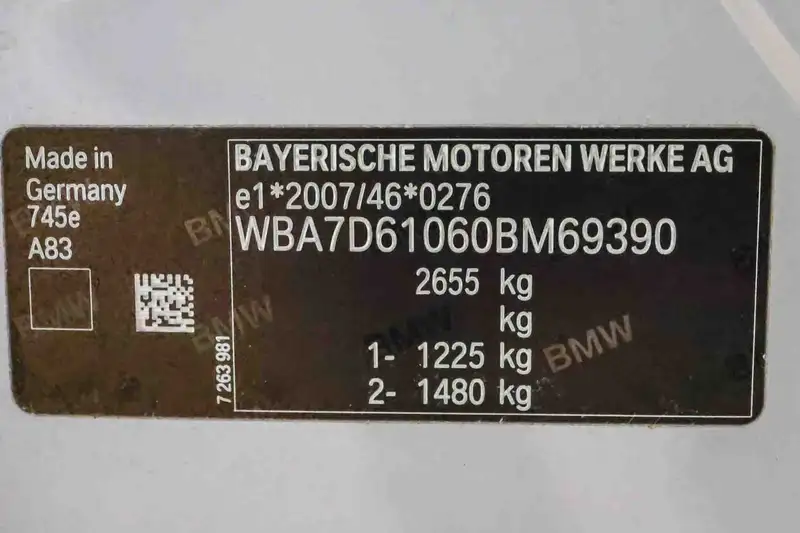 Made in
Germany
745e
A83
7 263 981
BAYERISCHE MOTOREN WERKE AG
e1*2007/46*0276
WBA7D61060BM69390
2655 kg
kg
1- 1225 kg
2- 1480 kg
BMW
BMW
BMW
BMW
BMW